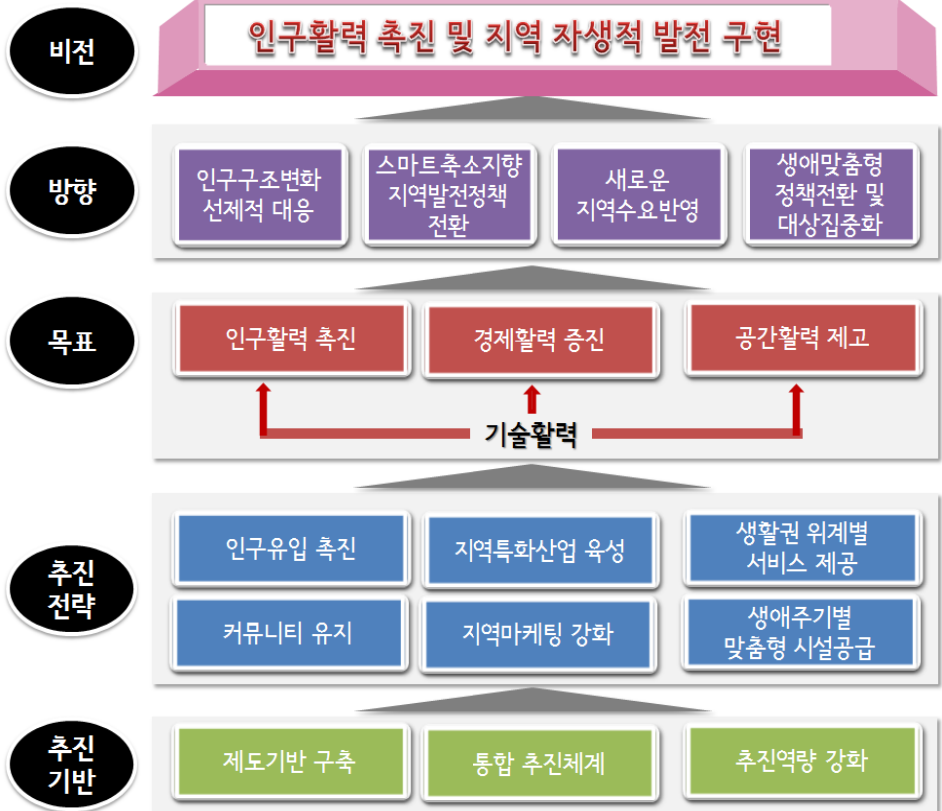 비전
인구활력 촉진 및 지역 자생적 발전 구현
방향
인구구조변화
선제적 대응
스마트축소지향
지역발전정책
전환
새로운
지역수요반영
생애맞춤형
정책전환 및
대상집중화
목표
인구활력 촉진
경제활력 증진
공간활력 제고
기술활력
추진
전략
인구유입 촉진
지역특화산업 육성
생활권 위계별
서비스 제공
커뮤니티 유지
지역마케팅 강화
생애주기별
맞춤형 시설공급
추진
기반
제도기반 구축
통합 추진체계
추진역량 강화